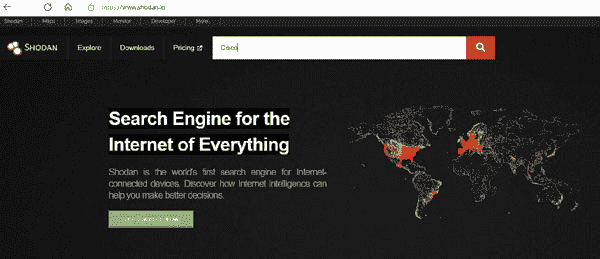 https://www.shodan.io
Shodan Maps Images Monitor Developer More...
SHODAN Explore Downloads Pricing Cisco
Search Engine for the
Internet of Everything
Shodan is the world's first search engine for Internet-
connected devices. Discover how Internet intelligence can
help you make better decisions.